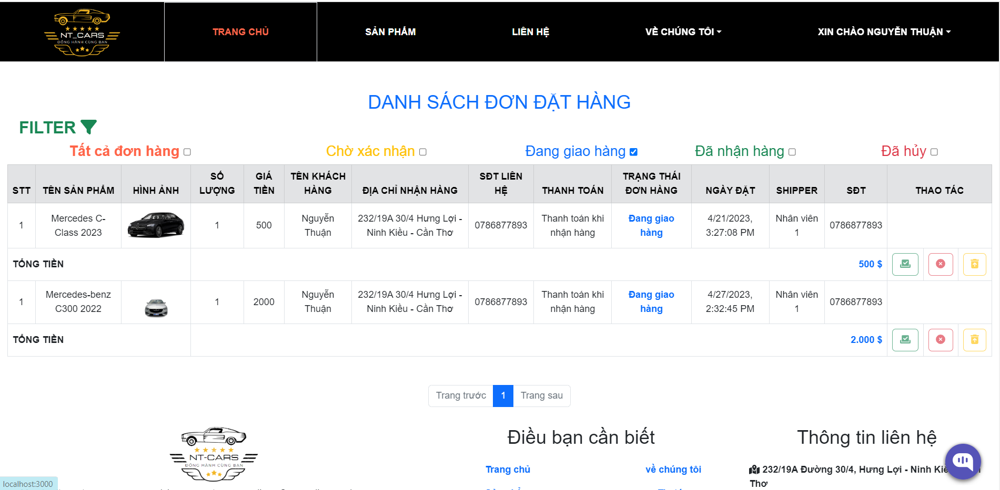 NT_CARS
ĐỒNG HÀNH CÙNG BẠN
TRANG CHỦ
SẢN PHẨM
LIÊN HỆ
VỀ CHÚNG TÔI
XIN CHÀO NGUYỄN THUẬN
DANH SÁCH ĐƠN ĐẶT HÀNG
FILTER
Tất cả đơn hàng
Chờ xác nhận
Đang giao hàng
Đã nhận hàng
Đã hủy
STT
TÊN SẢN PHẨM
HÌNH ẢNH
SỐ
LƯỢNG
GIÁ
TIỀN
TÊN KHÁCH
HÀNG
ĐỊA CHỈ NHẬN HÀNG
SĐT LIÊN
HỆ
THANH TOÁN
TRẠNG THÁI
ĐƠN HÀNG
NGÀY ĐẶT
SHIPPER
SĐT
THAO TÁC
1
Mercedes C-
Class 2023
1
500
Nguyễn
Thuận
232/19A 30/4 Hưng Lợi -
Ninh Kiều - Cần Thơ
0786877893
Thanh toán khi
nhận hàng
Đang giao
hàng
4/21/2023,
3:27:08 PM
Nhân viên
1
0786877893
TỔNG TIỀN
500 $
1
Mercedes-benz
C300 2022
1
2000
Nguyễn
Thuận
232/19A 30/4 Hưng Lợi -
Ninh Kiều - Cần Thơ
0786877893
Thanh toán khi
nhận hàng
Đang giao
hàng
4/27/2023,
2:32:45 PM
Nhân viên
1
0786877893
TỔNG TIỀN
2.000 $
Trang trước
1
Trang sau
NT-CARS
ĐỒNG HÀNH CÙNG BẠN
Điều bạn cần biết
Trang chủ
về chúng tôi
Thông tin liên hệ
232/19A Đường 30/4, Hưng Lợi - Ninh
Thơ
localhost:3000